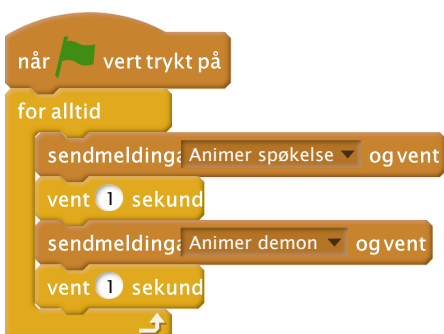 når vert trykt på
for alltid
sendmeldinga Animer spøkelse og vent
vent 1 sekund
sendmeldinga Animer demon og vent
vent 1 sekund